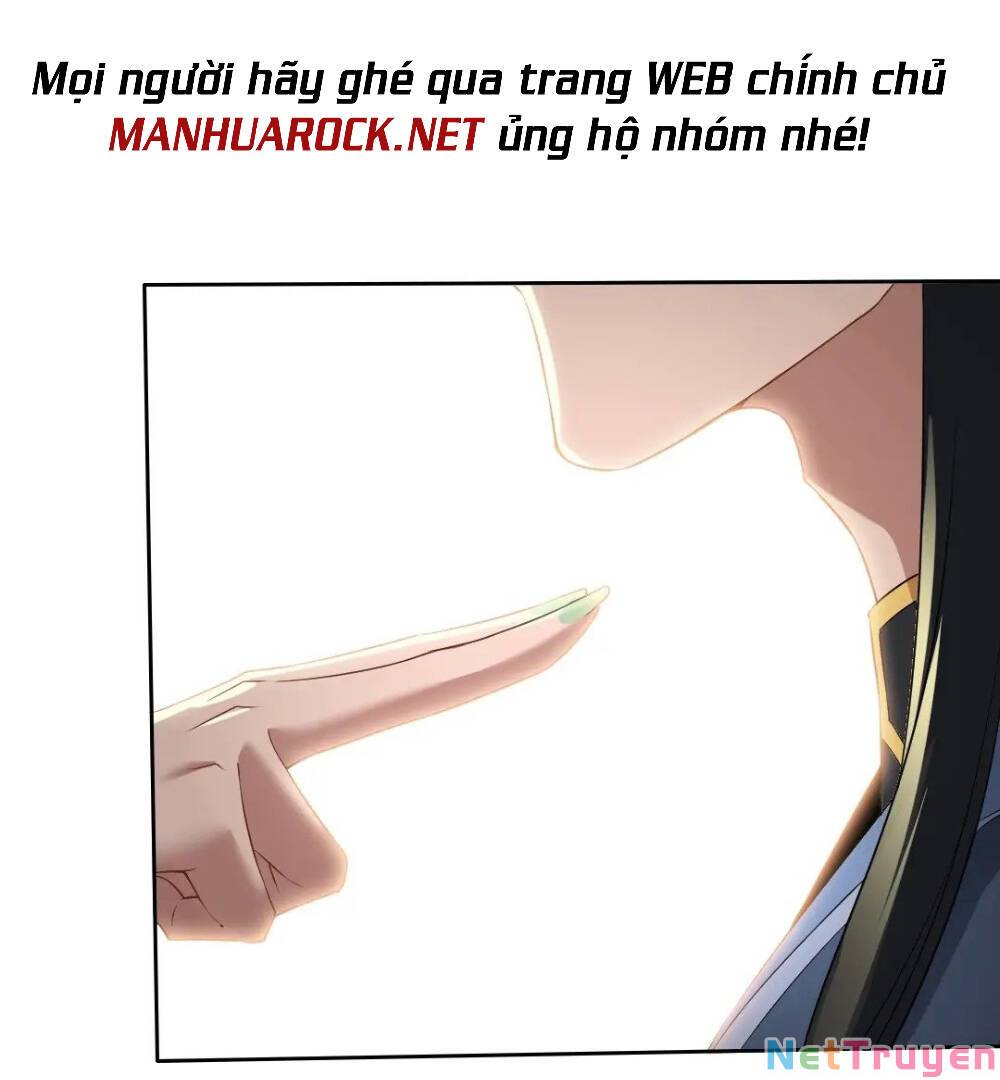 Mọi người hãy ghé qua trang WEB chính chủ
MANHUAROCK.NET ủng hộ nhóm nhé!
NetTruyen